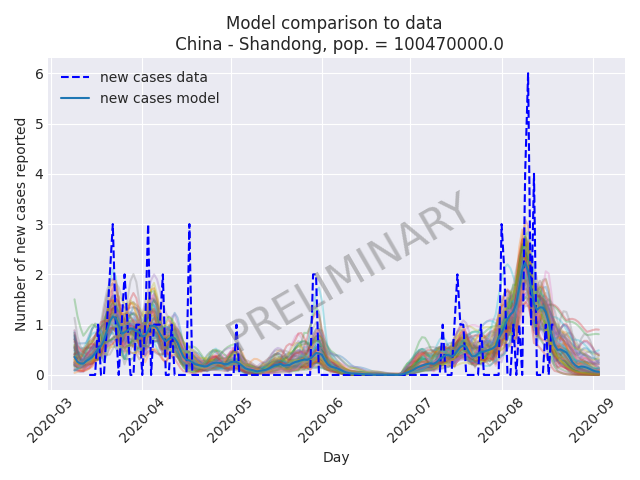 Model comparison to data
China - Shandong, pop. = 100470000.0
new cases data
new cases model
Number of new cases reported
6
5
4
3
2
1
0
PRELIMINARY
2020-03
2020-04
2020-05
2020-06
2020-07
2020-08
2020-09
Day